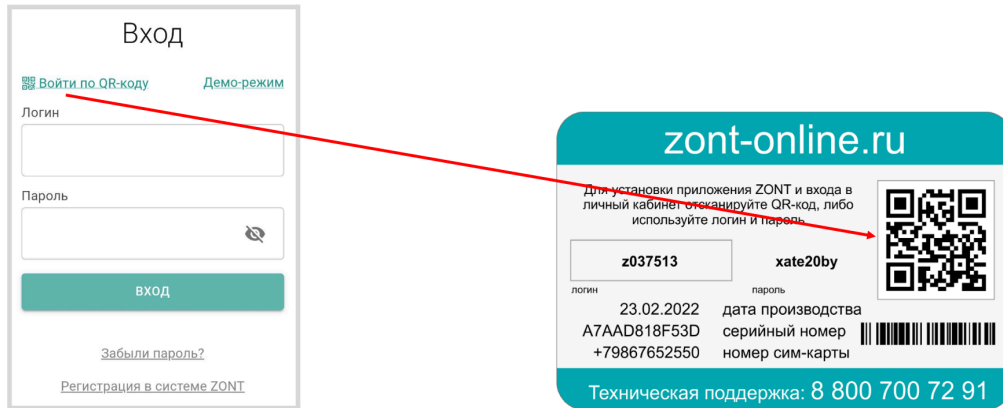 Вход
Войти по QR-коду
Демо-режим
Логин
Пароль
ВХОД
Забыли пароль?
Регистрация в системе ZONT
zont-online.ru
Для установки приложения ZONT и входа в
личный кабинет отсканируйте QR-код, либо
используйте логин и пароль
z037513
xate20by
логин
пароль
23.02.2022 дата производства
A7AAD818F53D серийный номер
+79867652550 номер сим-карты
Техническая поддержка: 8 800 700 72 91